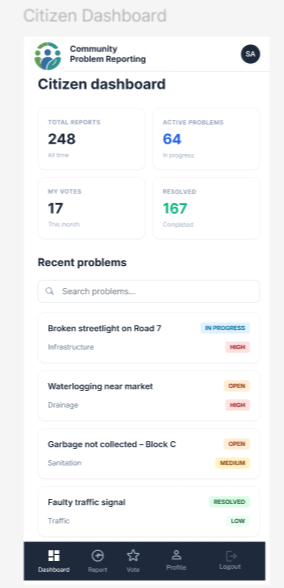 Citizen Dashboard
Community
Problem Reporting
SA
Citizen dashboard
TOTAL REPORTS
248
All time
ACTIVE PROBLEMS
64
In progress
MY VOTES
17
This month
RESOLVED
167
Completed
Recent problems
Search problems...
Broken streetlight on Road 7
IN PROGRESS
Infrastructure
HIGH
Waterlogging near market
OPEN
Drainage
HIGH
Garbage not collected – Block C
OPEN
Sanitation
MEDIUM
Faulty traffic signal
RESOLVED
Traffic
LOW
Dashboard
Report
Vote
Profile
Logout